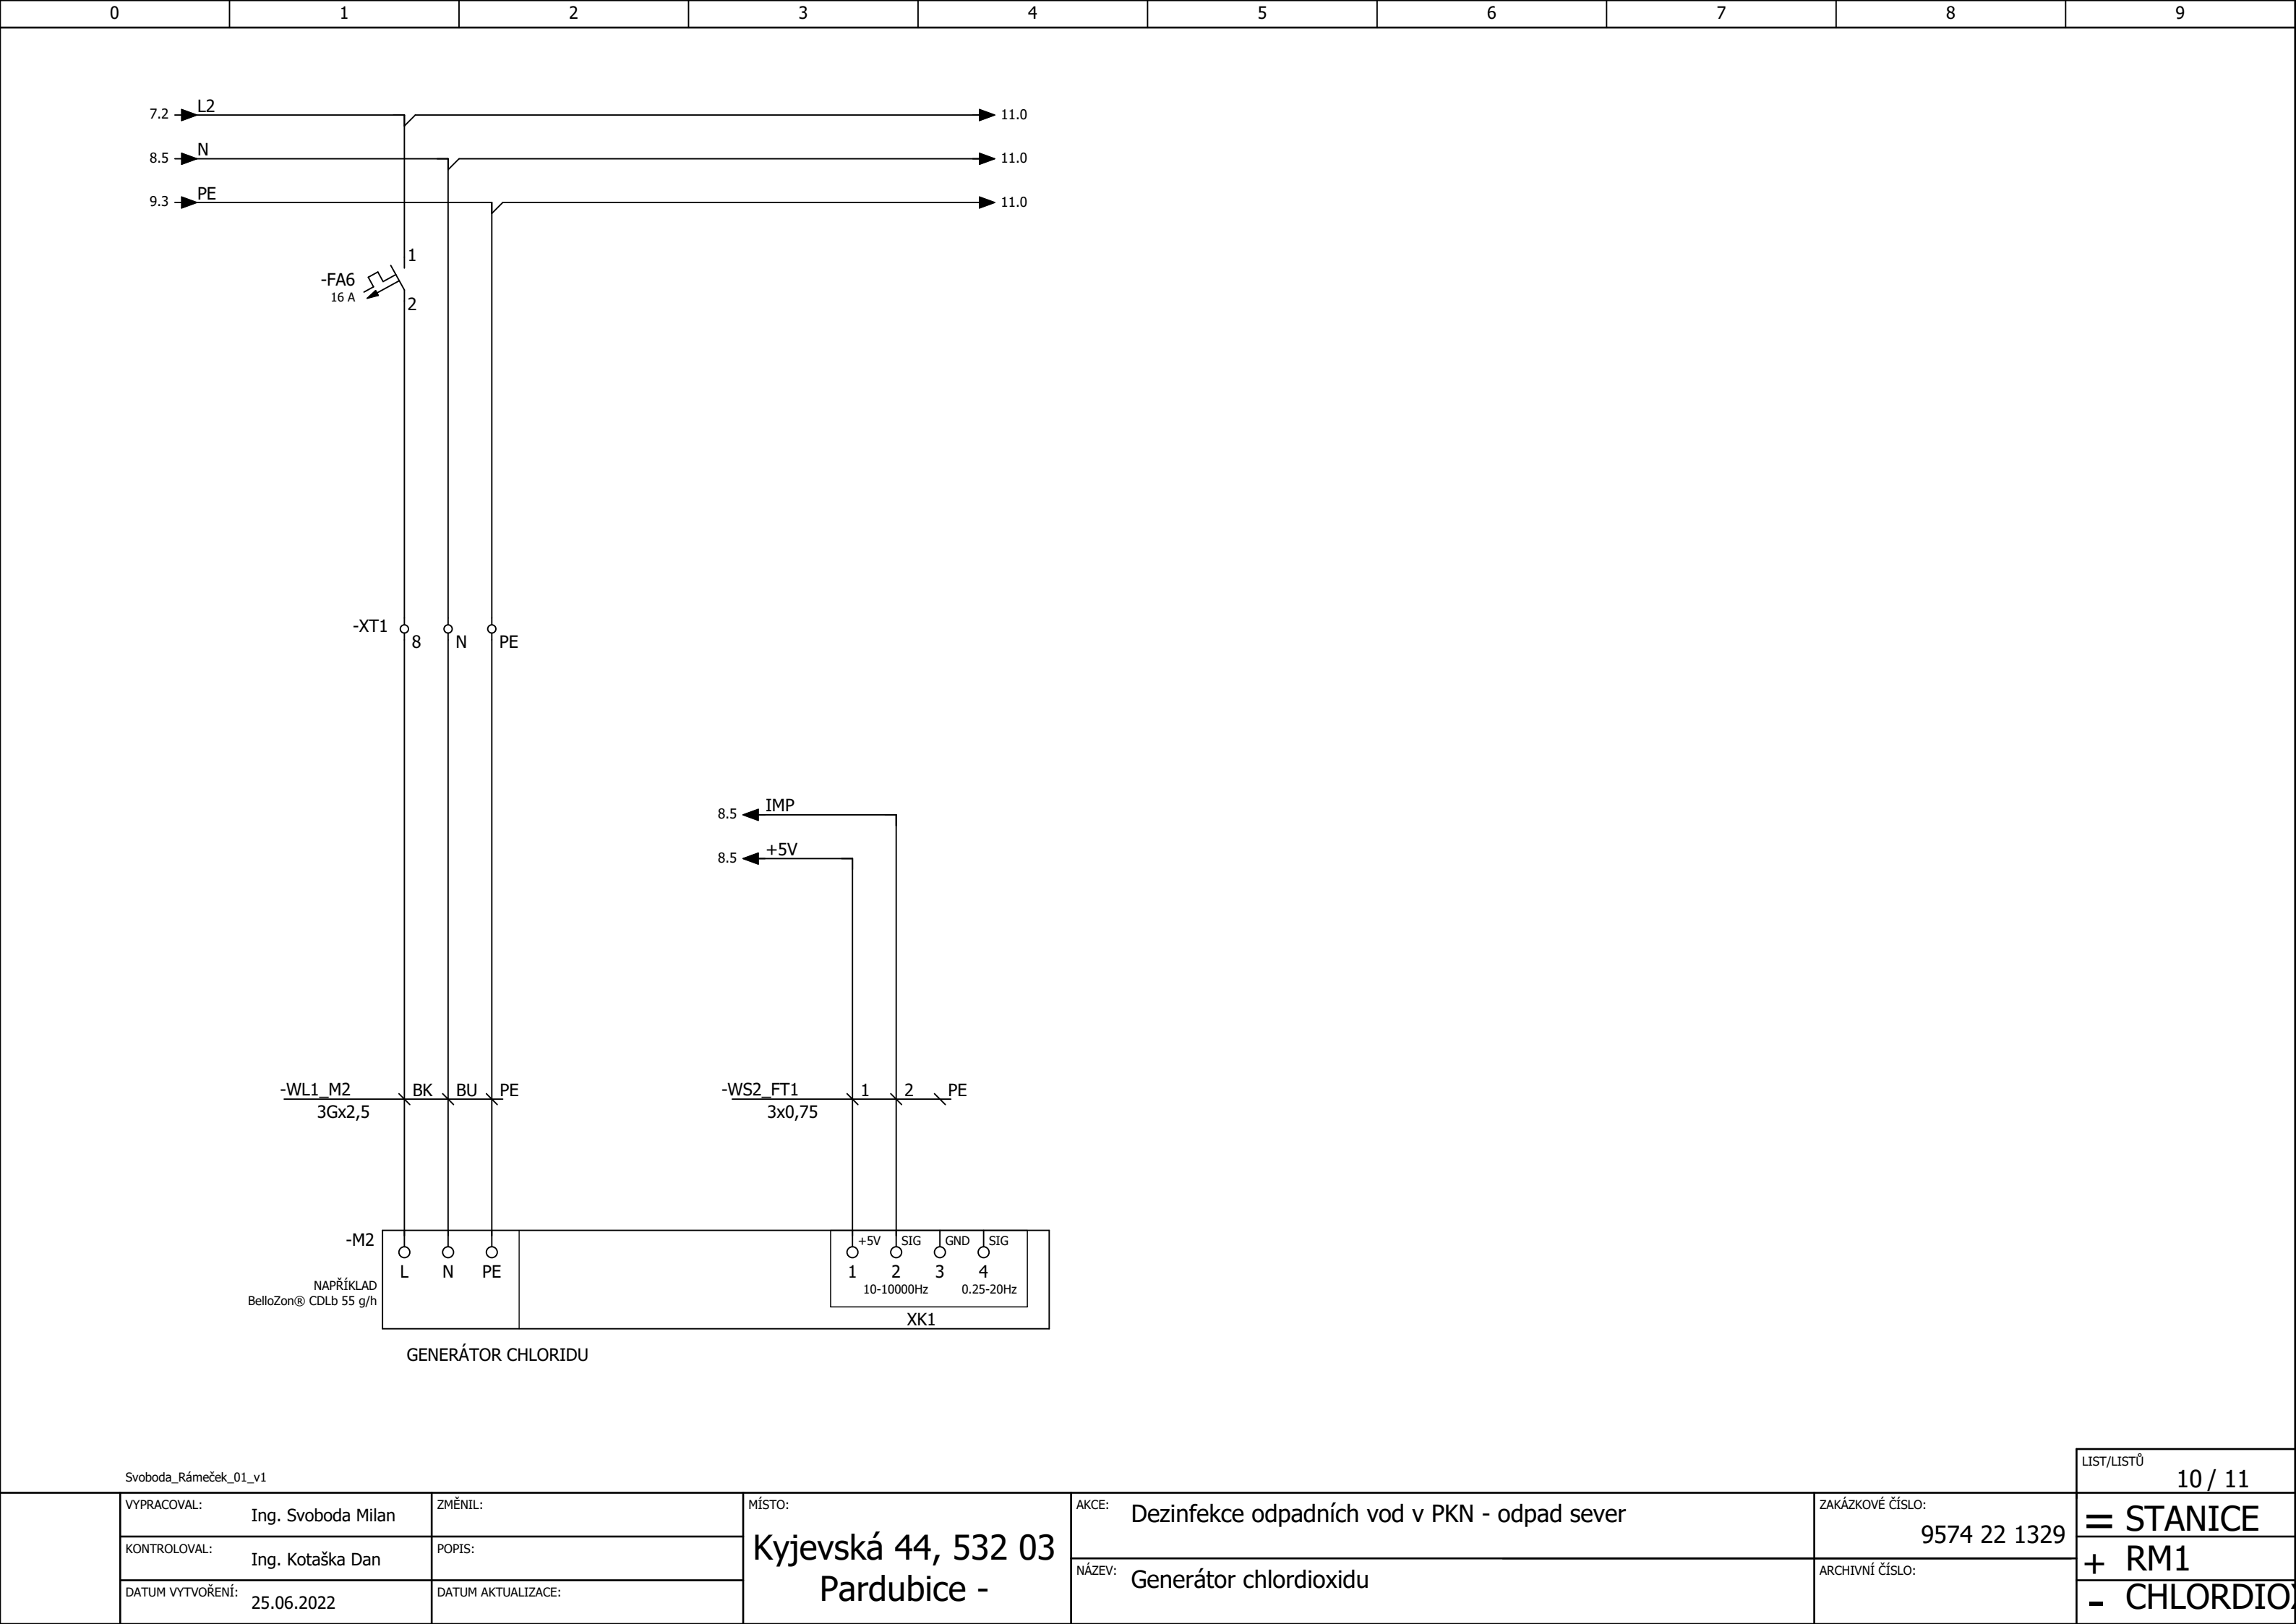 0 1 2 3 4 5 6 7 8 9
7.2 L2 11.0
8.5 N 11.0
9.3 PE 11.0
1
-FA6
16 A
2
-XT1
8 N PE
IMP
8.5
+5V
8.5
-WL1_M2 BK BU PE
3Gx2,5
-WS2_FT1 1 2 PE
3x0,75
-M2
+5V SIG GND SIG
L N PE
1 2 3 4
NAPŘÍKLAD
BelloZon® CDLb 55 g/h
10-10000Hz 0.25-20Hz
XK1
GENERÁTOR CHLORIDU
Svoboda_Rámeček_01_v1
LIST/LISTŮ
10 / 11
VYPRACOVAL: Ing. Svoboda Milan
KONTROLOVAL: Ing. Kotaška Dan
DATUM VYTVOŘENÍ: 25.06.2022
ZMĚNIL:
POPIS:
DATUM AKTUALIZACE:
MÍSTO:
Kyjevská 44, 532 03
Pardubice -
AKCE: Dezinfekce odpadních vod v PKN - odpad sever
NÁZEV: Generátor chlordioxidu
ZAKÁZKOVÉ ČÍSLO:
9574 22 1329
ARCHIVNÍ ČÍSLO:
= STANICE
+ RM1
- CHLORDIO